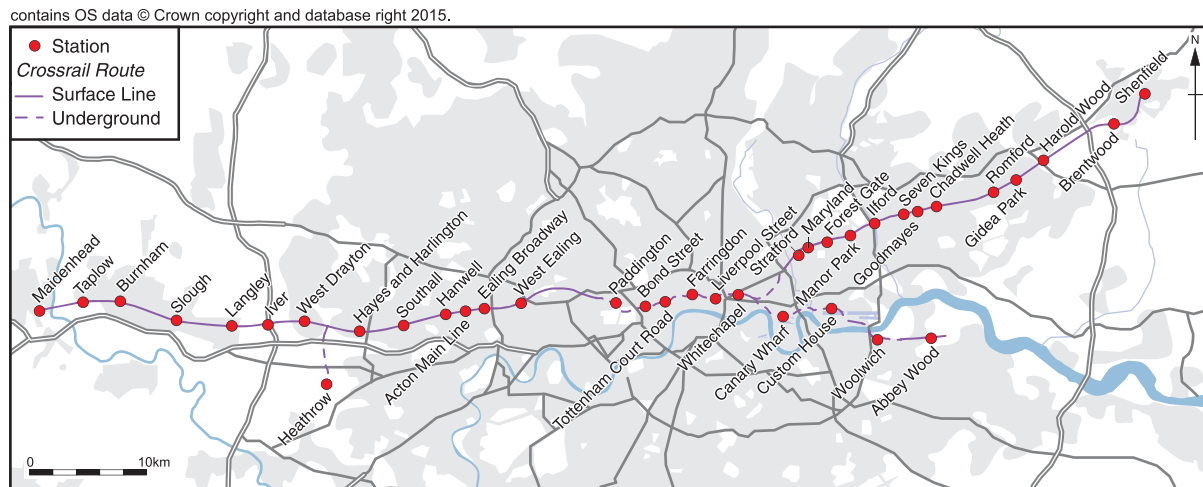 contains OS data © Crown copyright and database right 2015.
Station
Crossrail Route
Surface Line
Underground
N
Maidenhead
Taplow
Burnham
Slough
Langley
Iver
West Drayton
Heathrow
Hayes and Harlington
Southall
Hanwell
Acton Main Line
Ealing Broadway
West Ealing
Paddington
Bond Street
Tottenham Court Road
Farringdon
Liverpool Street
Whitechapel
Stratford
Maryland
Forest Gate
Manor Park
Ilford
Seven Kings
Goodmayes
Chadwell Heath
Romford
Gidea Park
Harold Wood
Brentwood
Shenfield
Canary Wharf
Custom House
Woolwich
Abbey Wood
0 10km